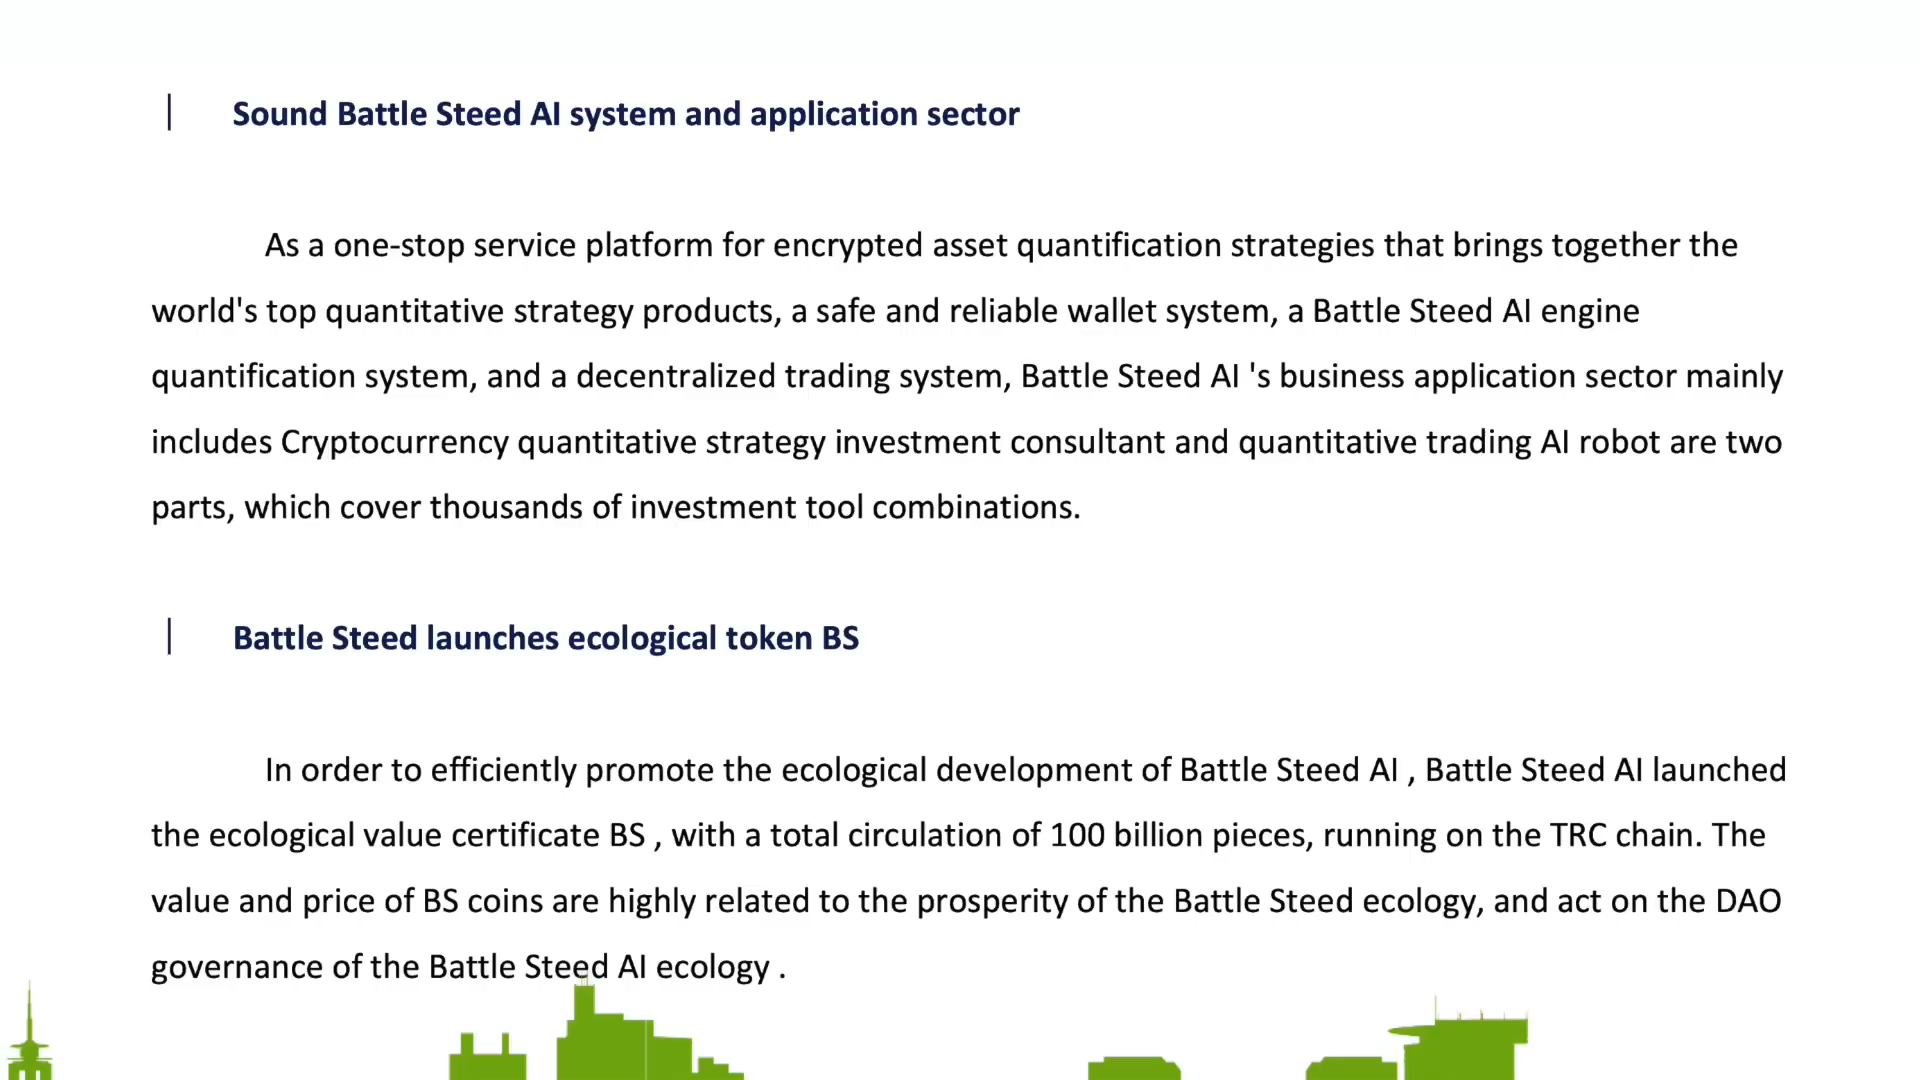 Sound Battle Steed AI system and application sector
As a one-stop service platform for encrypted asset quantification strategies that brings together the
world's top quantitative strategy products, a safe and reliable wallet system, a Battle Steed AI engine
quantification system, and a decentralized trading system, Battle Steed AI 's business application sector mainly
includes Cryptocurrency quantitative strategy investment consultant and quantitative trading AI robot are two
parts, which cover thousands of investment tool combinations.
Battle Steed launches ecological token BS
In order to efficiently promote the ecological development of Battle Steed AI , Battle Steed AI launched
the ecological value certificate BS , with a total circulation of 100 billion pieces, running on the TRC chain. The
value and price of BS coins are highly related to the prosperity of the Battle Steed ecology, and act on the DAO
governance of the Battle Steed AI ecology .